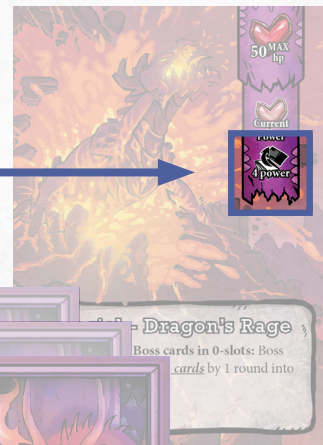 50 MAX
hp
Current
Power
4 power
- Dragon's Rage
Boss cards in 0-slots: Boss
cards by 1 round into